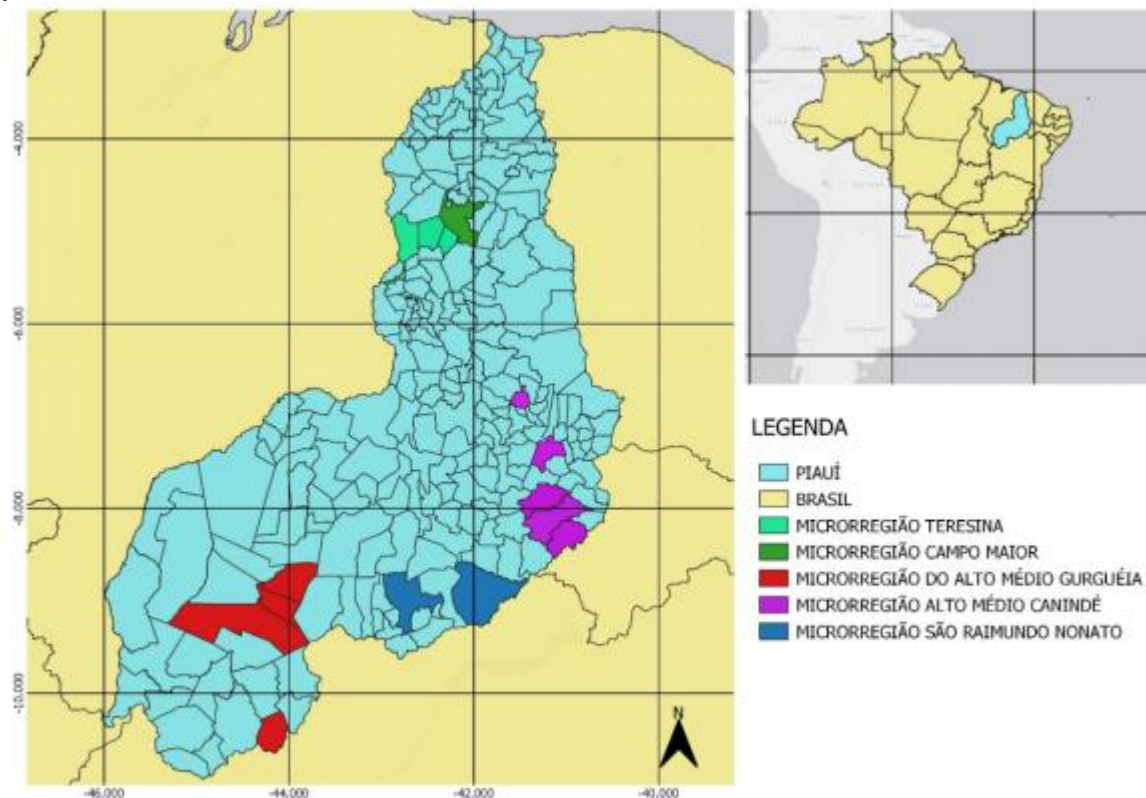 -4.000
-6.000
-8.000
-10.000
-46.000
-44.000
-42.000
-40.000
N
LEGENDA
PIAUÍ
BRASIL
MICRORREGIÃO TERESINA
MICRORREGIÃO CAMPO MAIOR
MICRORREGIÃO DO ALTO MÉDIO GURGUÉIA
MICRORREGIÃO ALTO MÉDIO CANINDÉ
MICRORREGIÃO SÃO RAIMUNDO NONATO